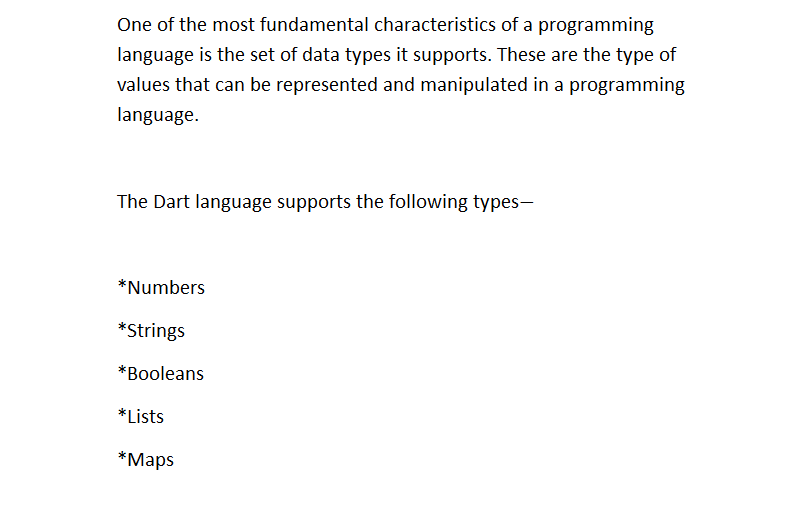 One of the most fundamental characteristics of a programming
language is the set of data types it supports. These are the type of
values that can be represented and manipulated in a programming
language.
The Dart language supports the following types—
*Numbers
*Strings
*Booleans
*Lists
*Maps